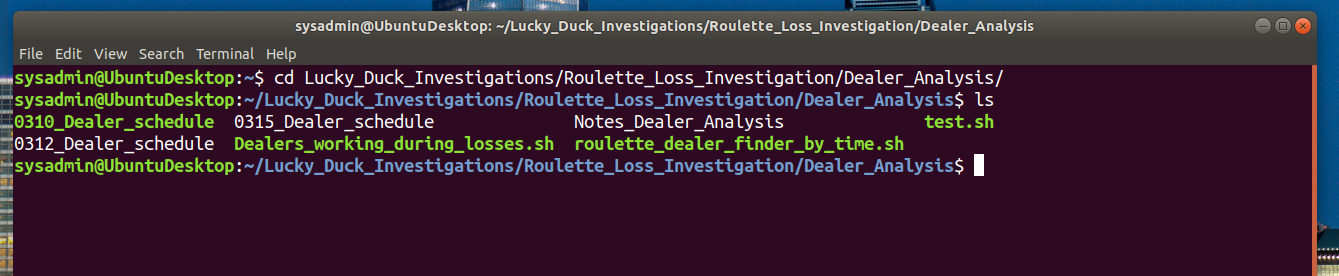 sysadmin@UbuntuDesktop: ~/Lucky_Duck_Investigations/Roulette_Loss_Investigation/Dealer_Analysis
File Edit View Search Terminal Help
sysadmin@UbuntuDesktop:~$ cd Lucky_Duck_Investigations/Roulette_Loss_Investigation/Dealer_Analysis/
sysadmin@UbuntuDesktop:~/Lucky_Duck_Investigations/Roulette_Loss_Investigation/Dealer_Analysis$ ls
0310_Dealer_schedule 0315_Dealer_schedule Notes_Dealer_Analysis test.sh
0312_Dealer_schedule Dealers_working_during_losses.sh roulette_dealer_finder_by_time.sh
sysadmin@UbuntuDesktop:~/Lucky_Duck_Investigations/Roulette_Loss_Investigation/Dealer_Analysis$